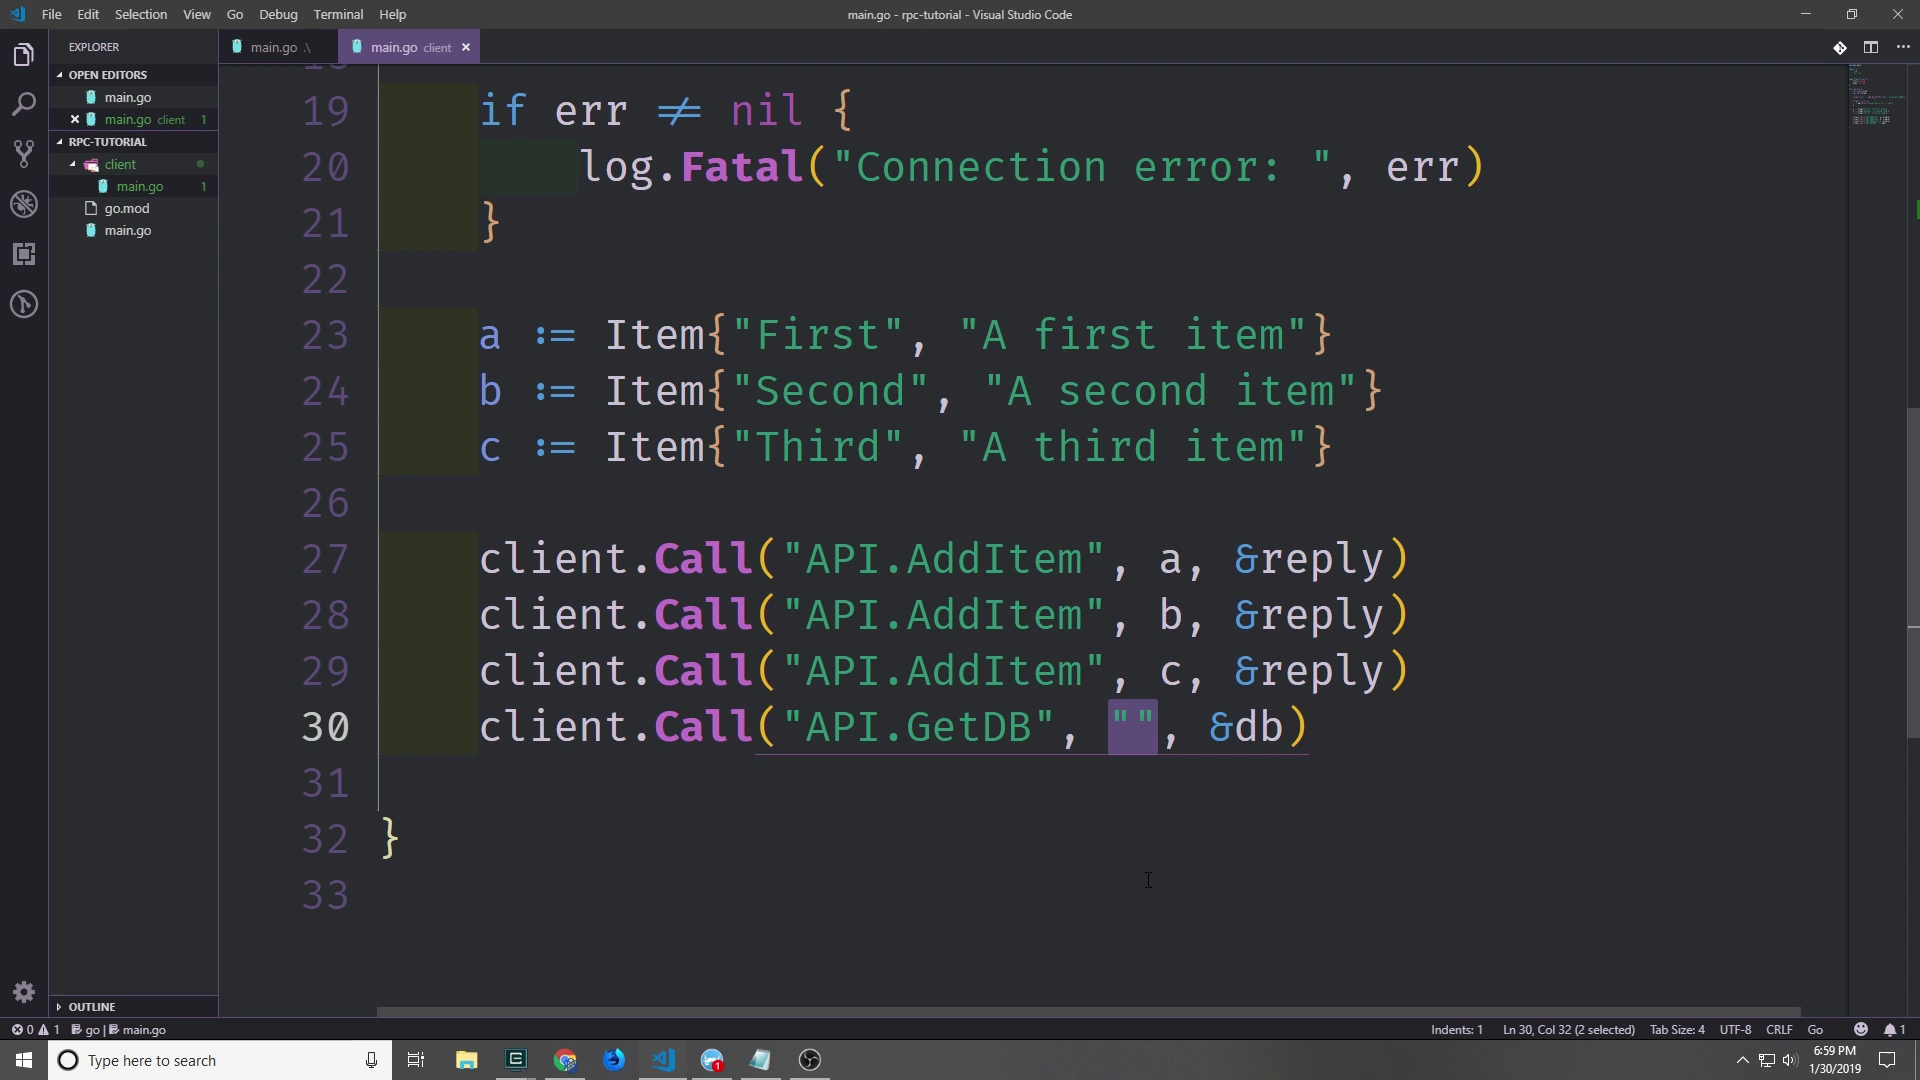 File Edit Selection View Go Debug Terminal Help
main.go - rpc-tutorial - Visual Studio Code
EXPLORER
main.go .\
main.go client
OPEN EDITORS
main.go
main.go client 1
RPC-TUTORIAL
client
main.go 1
go.mod
main.go
OUTLINE
19 if err ≠ nil {
20 log.Fatal("Connection error: ", err)
21 }
22
23 a := Item{"First", "A first item"}
24 b := Item{"Second", "A second item"}
25 c := Item{"Third", "A third item"}
26
27 client.Call("API.AddItem", a, &reply)
28 client.Call("API.AddItem", b, &reply)
29 client.Call("API.AddItem", c, &reply)
30 client.Call("API.GetDB", "", &db)
31
32 }
33
0 1 go | main.go
Indents: 1 Ln 30, Col 32 (2 selected) Tab Size: 4 UTF-8 CRLF Go 1
Type here to search
1
6:59 PM
1/30/2019